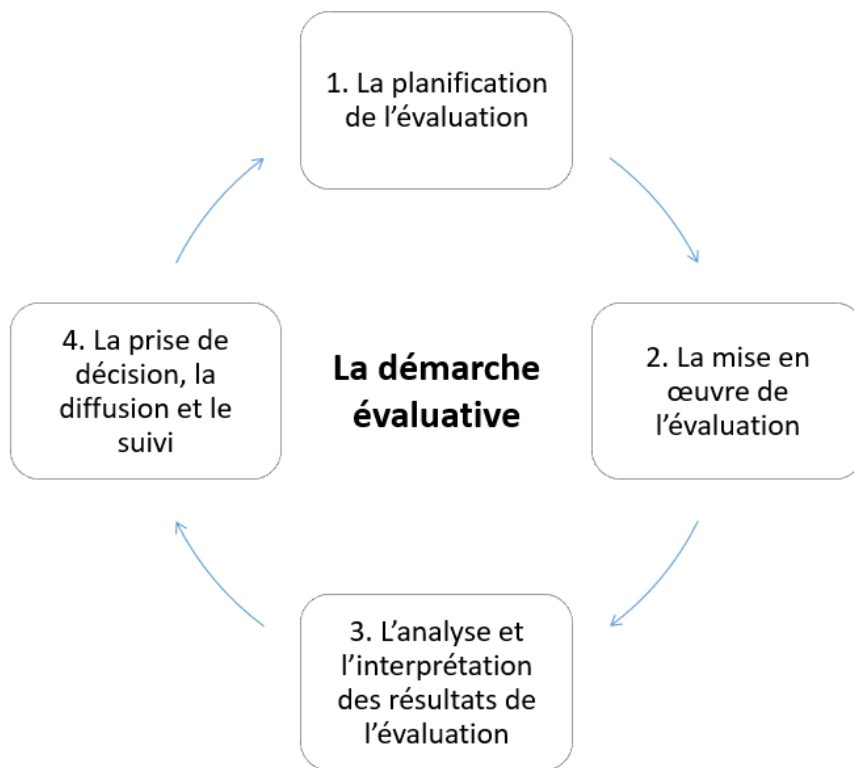 1. La planification
de l’évaluation
2. La mise en
œuvre de
l’évaluation
3. L’analyse et
l’interprétation
des résultats de
l’évaluation
4. La prise de
décision, la
diffusion et le
suivi
La démarche
évaluative